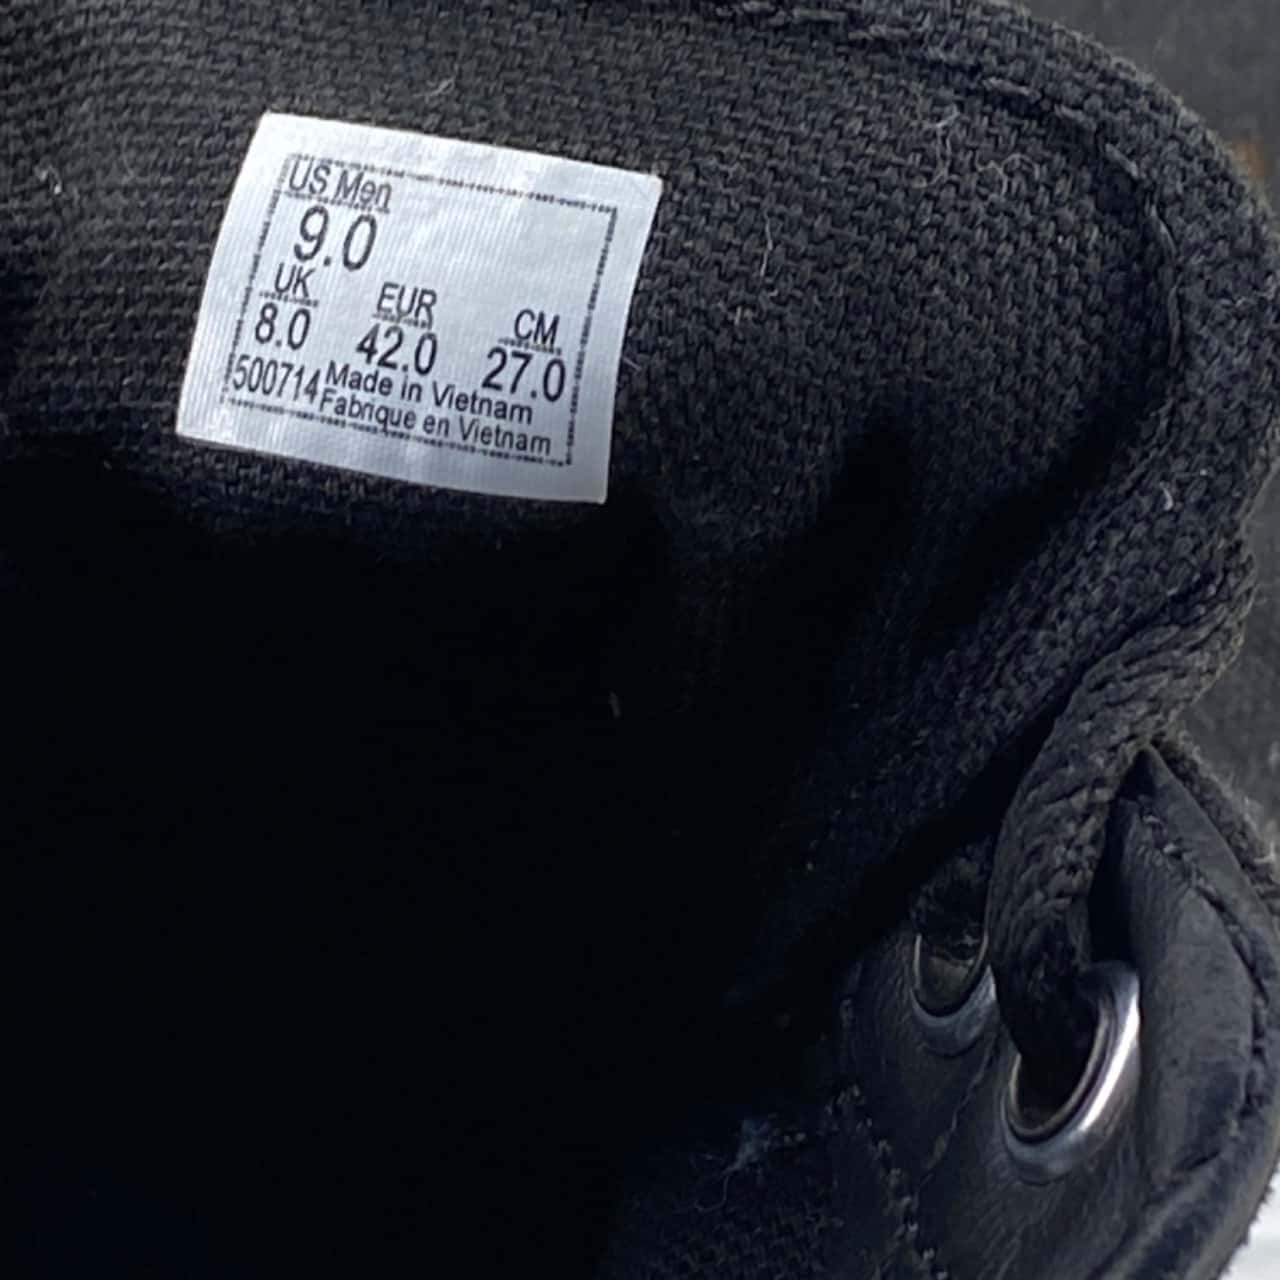 US Men
9.0
UK EUR CM
8.0 42.0 27.0
500714 Made in Vietnam
Fabrique en Vietnam